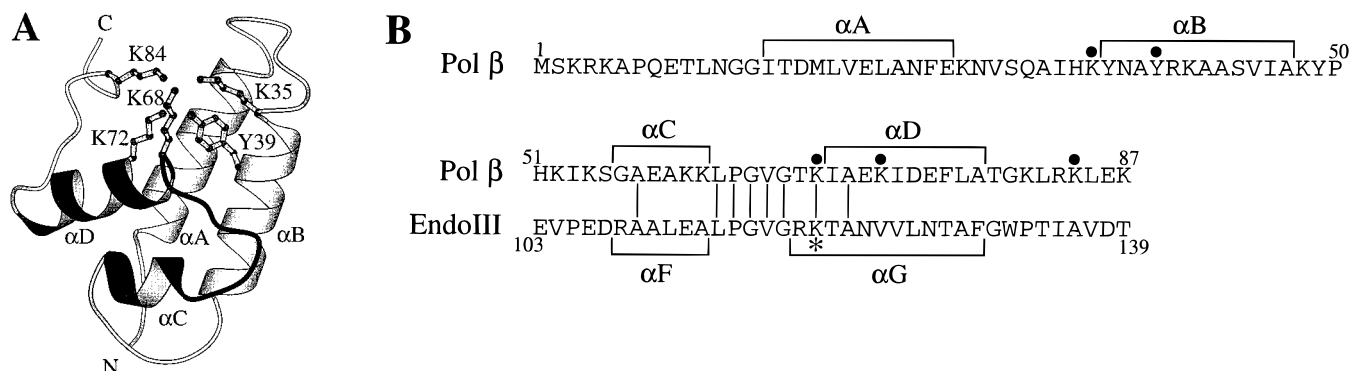 A
C
K84
K68
K35
K72
Y39
αD
αA
αB
αC
N
B
αA αB
1 50
Pol β MSKRKAPQETLNGGITDMLVELANFEKNVSQAIHKYNAYRKAASVIAKYP
αC αD
51 87
Pol β HKIKSGAEAKKLPGVGTKIAEKIDEFLATGKLRKLEK
EndoIII EVPEDRAALEALPGVGRKTANVVLNTAFGWPTIAVDT
103 * 139
αF αG